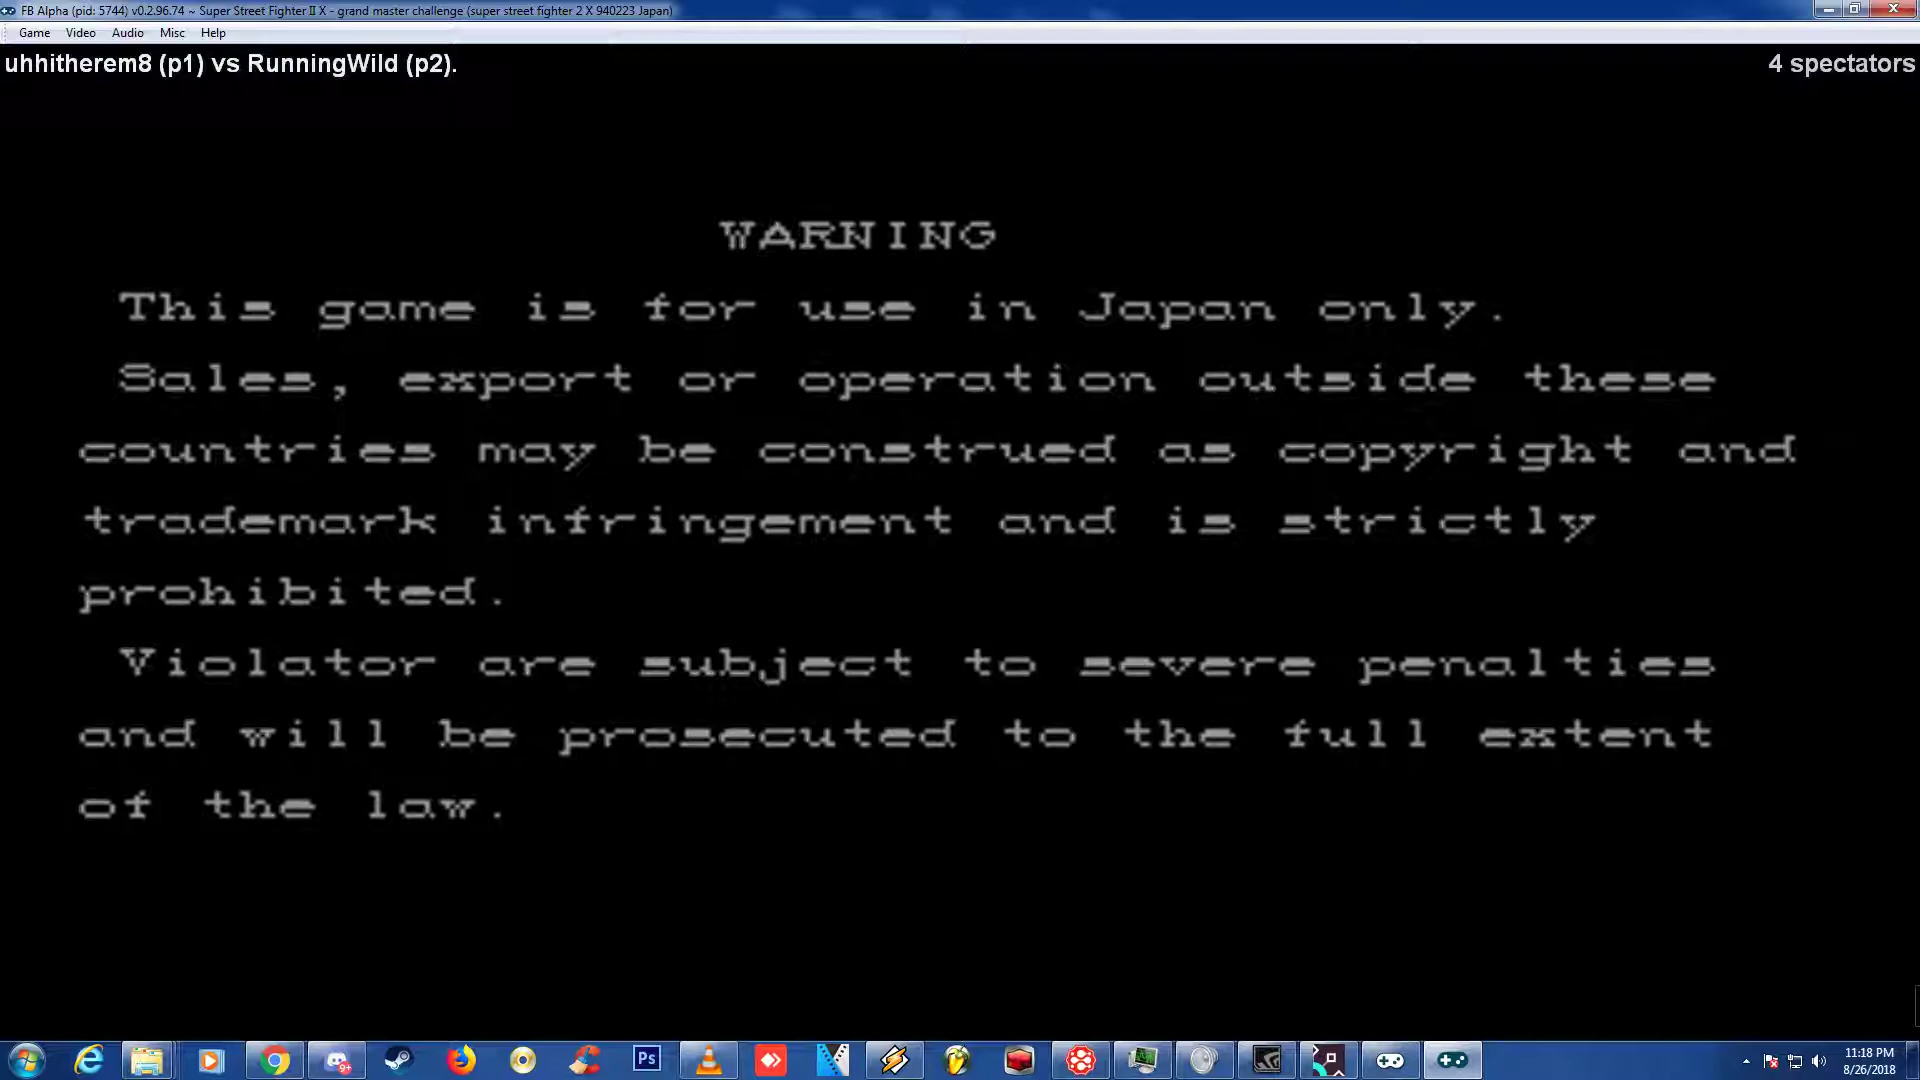 FB Alpha (pid: 5744) v0.2.96.74 ~ Super Street Fighter II X - grand master challenge (super street fighter 2 X 940223 Japan)
Game Video Audio Misc Help
uhhitherem8 (p1) vs RunningWild (p2). 4 spectators
WARNING
This game is for use in Japan only.
Sales, export or operation outside these
countries may be construed as copyright and
trademark infringement and is strictly
prohibited.
Violator are subject to severe penalties
and will be prosecuted to the full extent
of the law.
9+
Ps
11:18 PM
8/26/2018